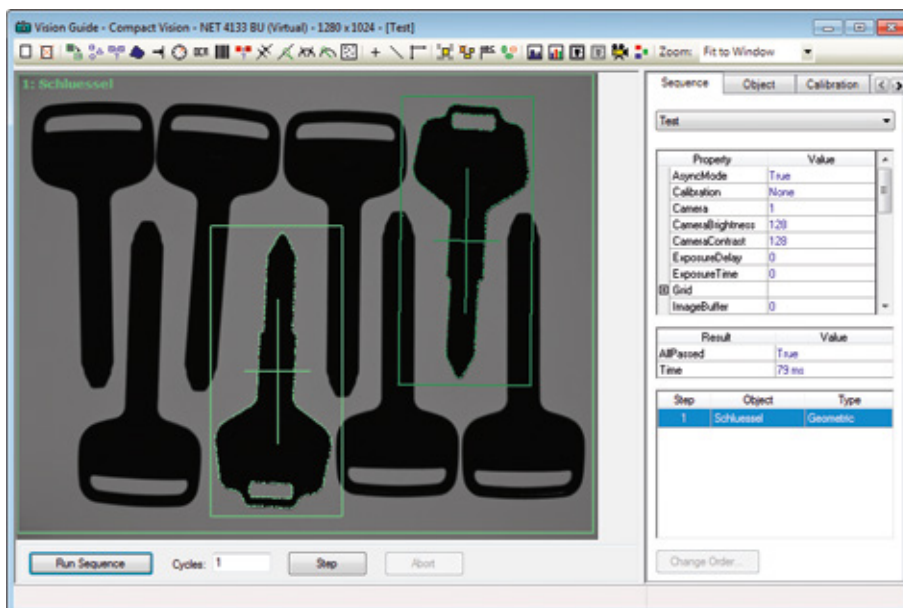 Vision Guide - Compact Vision - NET 4133 BU (Virtual) - 1280 x 1024 - [Test]
OCR Zoom: Fit to Window
1: Schluessel
Sequence Object Calibration
Test
Property Value
AsyncMode True
Calibration None
Camera 1
CameraBrightness 128
CameraContrast 128
ExposureDelay 0
ExposureTime 0
Grid
ImageBuffer 0
Result Value
AllPassed True
Time 79 ms
Step Object Type
1 Schluessel Geometric
Run Sequence Cycles: 1 Step Abort
Change Order...